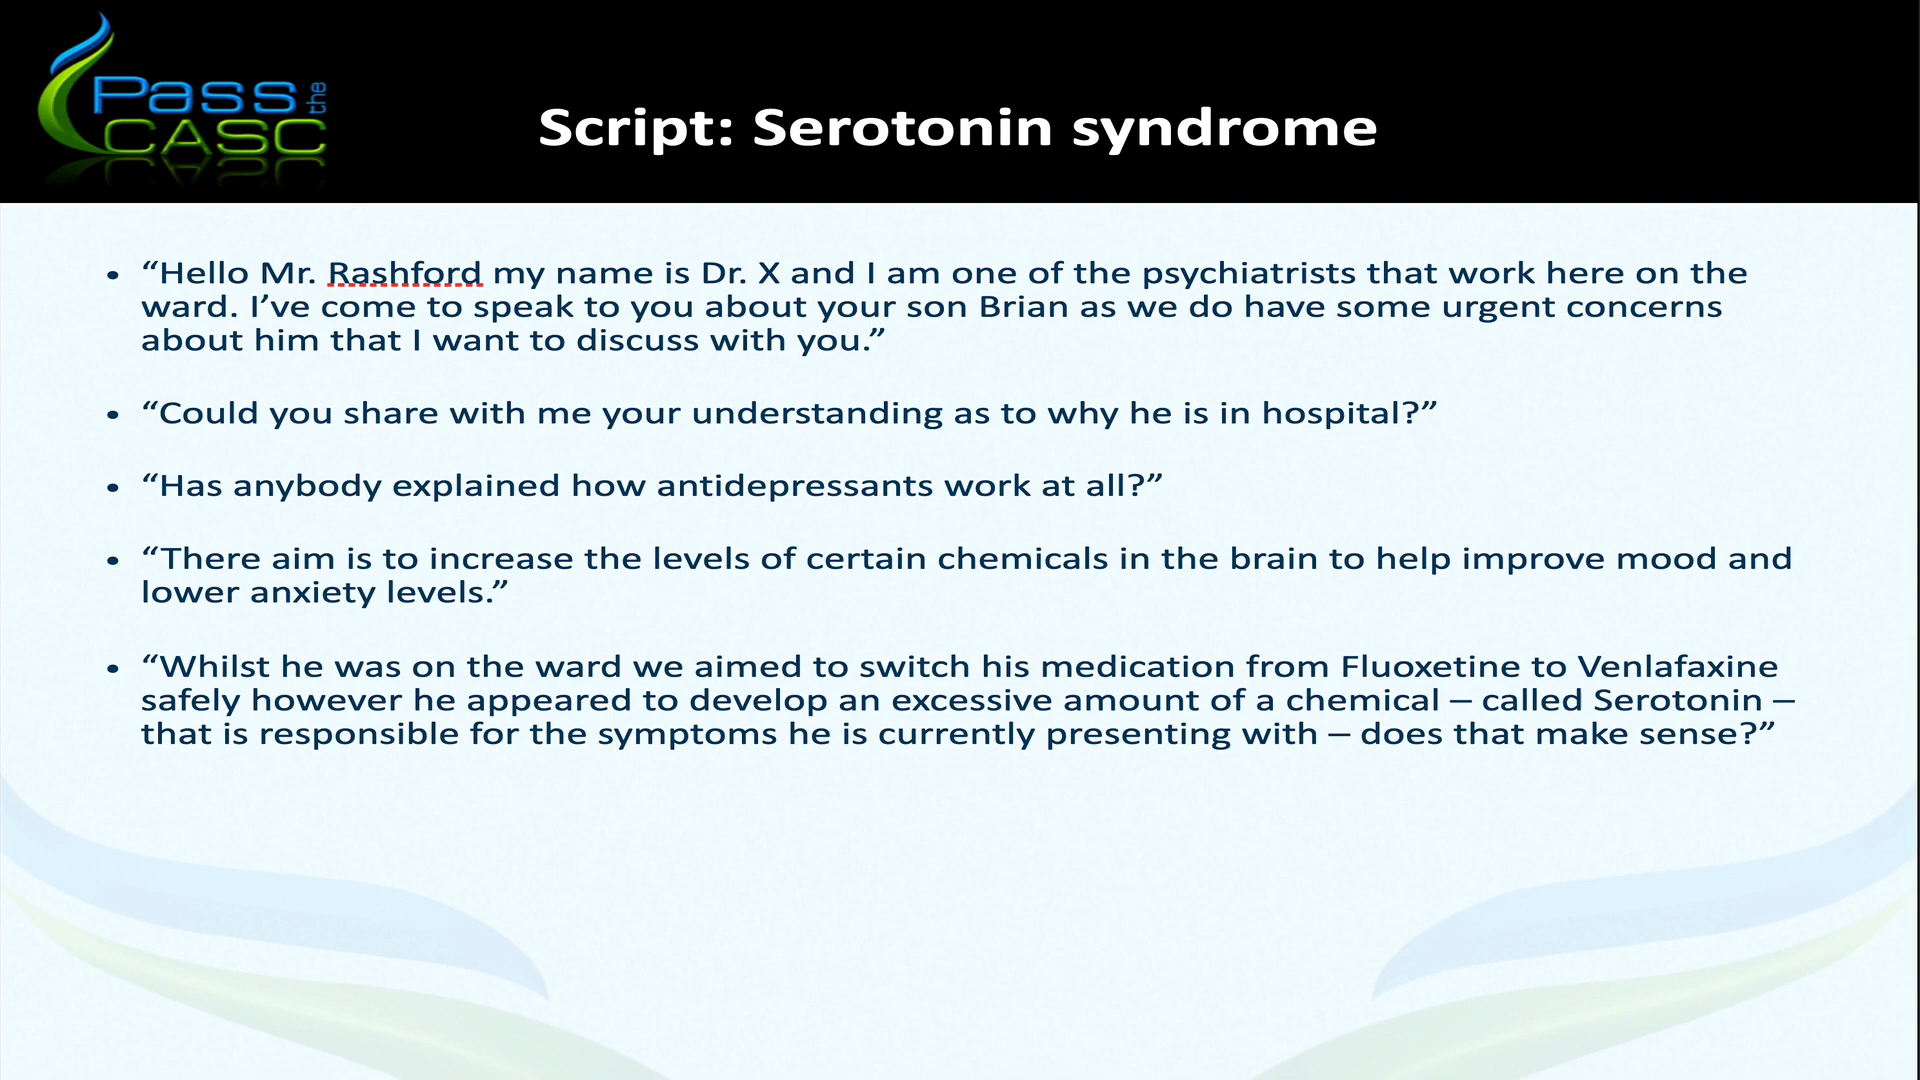 Pass the
CASC
Script: Serotonin syndrome
• “Hello Mr. Rashford my name is Dr. X and I am one of the psychiatrists that work here on the
ward. I’ve come to speak to you about your son Brian as we do have some urgent concerns
about him that I want to discuss with you.”
• “Could you share with me your understanding as to why he is in hospital?”
• “Has anybody explained how antidepressants work at all?”
• “There aim is to increase the levels of certain chemicals in the brain to help improve mood and
lower anxiety levels.”
• “Whilst he was on the ward we aimed to switch his medication from Fluoxetine to Venlafaxine
safely however he appeared to develop an excessive amount of a chemical – called Serotonin –
that is responsible for the symptoms he is currently presenting with – does that make sense?”